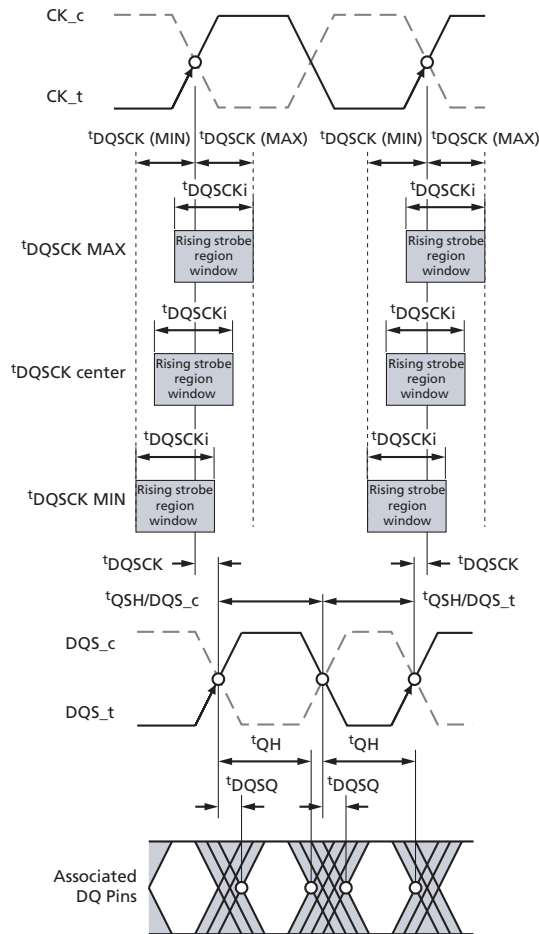 CK_c
CK_t
tDQSCK (MIN) tDQSCK (MAX) tDQSCK (MIN) tDQSCK (MAX)
tDQSCKi tDQSCKi
tDQSCK MAX
Rising strobe
region
window
Rising strobe
region
window
tDQSCKi tDQSCKi
tDQSCK center
Rising strobe
region
window
Rising strobe
region
window
tDQSCKi tDQSCKi
tDQSCK MIN
Rising strobe
region
window
Rising strobe
region
window
tDQSCK tDQSCK
tQSH/DQS_c tQSH/DQS_t
DQS_c
DQS_t
tQH tQH
tDQSQ tDQSQ
Associated
DQ Pins